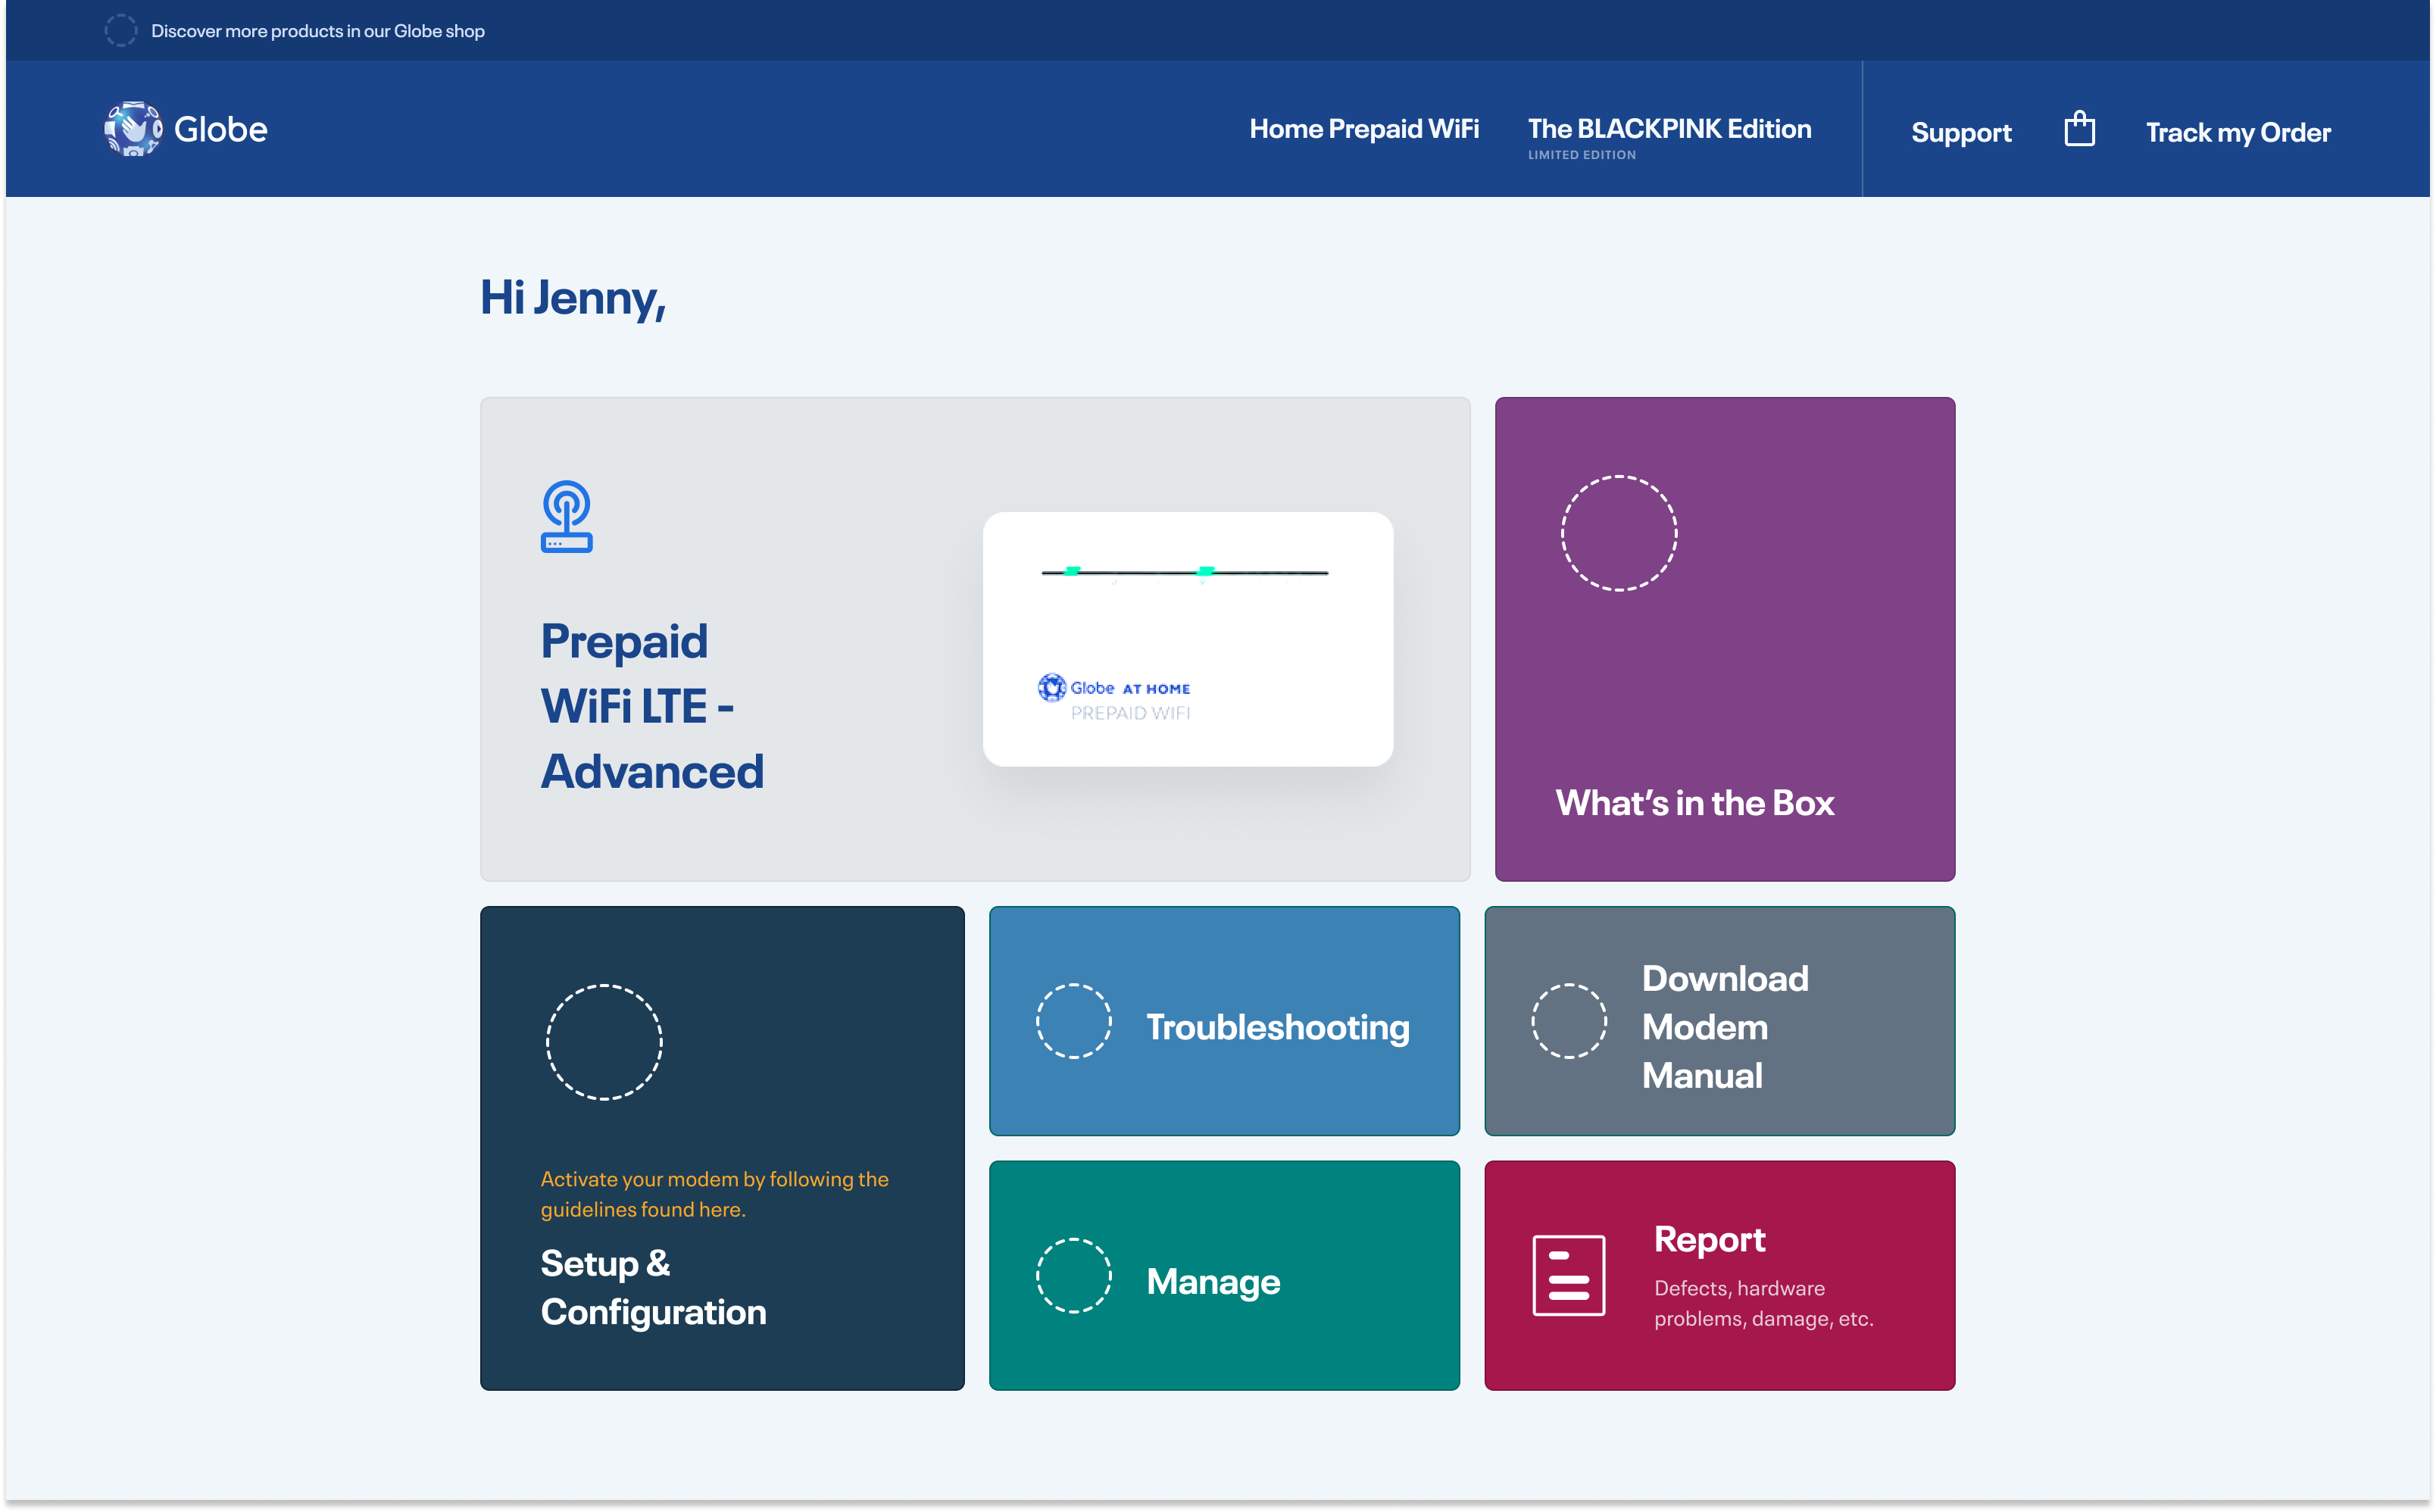 Discover more products in our Globe shop
Globe
Home Prepaid WiFi
The BLACKPINK Edition
LIMITED EDITION
Support
Track my Order
Hi Jenny,
Prepaid
WiFi LTE -
Advanced
Globe AT HOME
PREPAID WIFI
What's in the Box
Activate your modem by following the
guidelines found here.
Setup &
Configuration
Troubleshooting
Download
Modem
Manual
Manage
Report
Defects, hardware
problems, damage, etc.